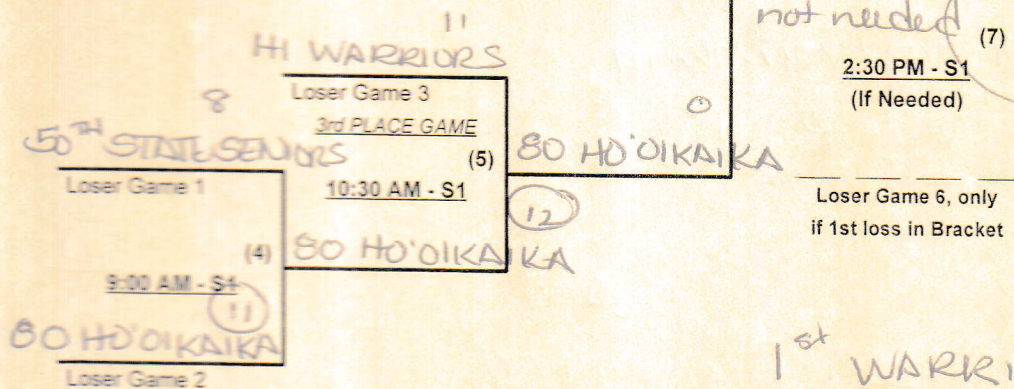 not needed
(7)
2:30 PM - S1
(If Needed)
11
HI WARRIORS
Loser Game 3
3rd PLACE GAME
8
50TH STATE SENIORS
Loser Game 1
(5)
10:30 AM - S1
0
80 HO'OIKAIKA
12
Loser Game 6, only
if 1st loss in Bracket
(4)
80 HO'OIKAIKA
9:00 AM - S1
11
80 HO'OIKAIKA
Loser Game 2
1st WARRI